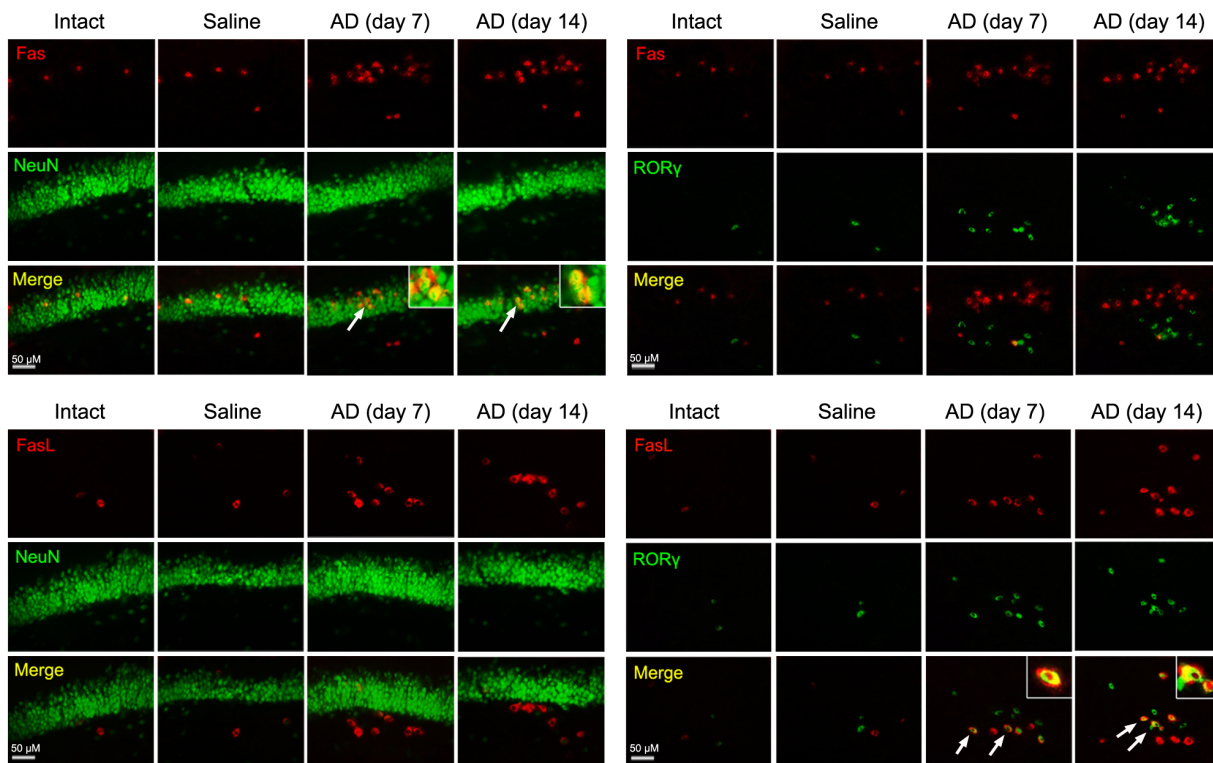 Intact Saline AD (day 7) AD (day 14)
Fas
NeuN
Merge
50 µM
Intact Saline AD (day 7) AD (day 14)
Fas
RORγ
Merge
50 µM
Intact Saline AD (day 7) AD (day 14)
FasL
NeuN
Merge
50 µM
Intact Saline AD (day 7) AD (day 14)
FasL
RORγ
Merge
50 µM